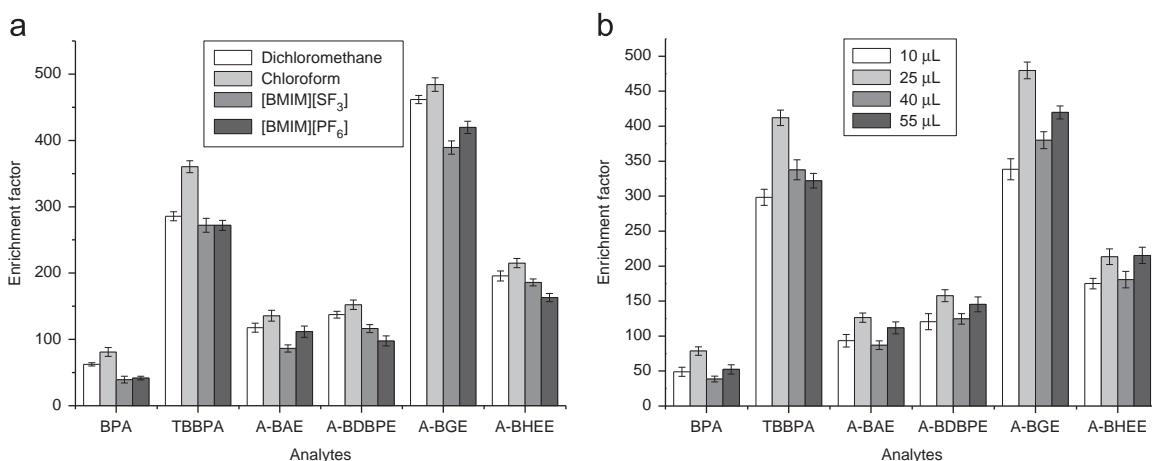 a
Enrichment factor
500
400
300
200
100
0
Dichloromethane
Chloroform
[BMIM][SF3]
[BMIM][PF6]
BPA TBBPA A-BAE A-BDBPE A-BGE A-BHEE
Analytes
b
Enrichment factor
500
450
400
350
300
250
200
150
100
50
0
10 μL
25 μL
40 μL
55 μL
BPA TBBPA A-BAE A-BDBPE A-BGE A-BHEE
Analytes